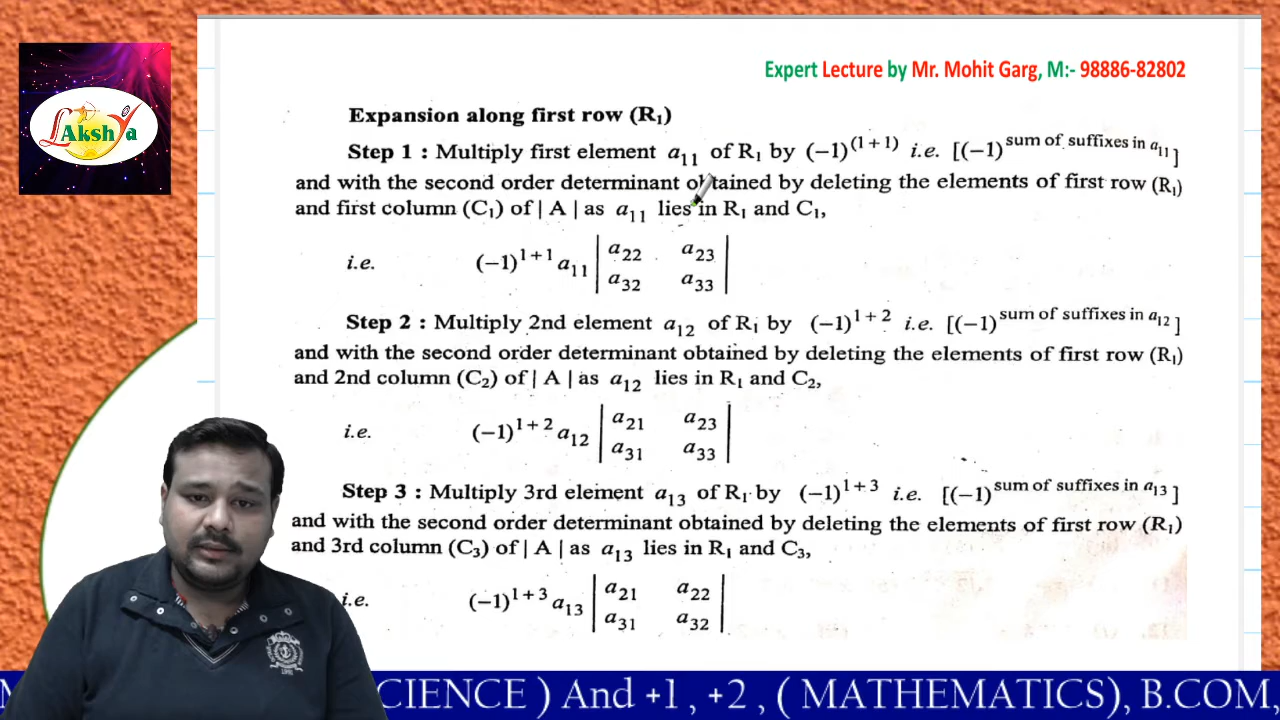 LAkshya
Expert Lecture by Mr. Mohit Garg, M:- 98886-82802
Expansion along first row (R₁)
Step 1 : Multiply first element a₁₁ of R₁ by (−1)^(1 + 1) i.e. [(−1)^sum of suffixes in a₁₁]
and with the second order determinant obtained by deleting the elements of first row (R₁)
and first column (C₁) of | A | as a₁₁ lies in R₁ and C₁,
i.e. (−1)^1 + 1 a₁₁ | a₂₂ a₂₃ |
| a₃₂ a₃₃ |
Step 2 : Multiply 2nd element a₁₂ of R₁ by (−1)^1 + 2 i.e. [(−1)^sum of suffixes in a₁₂]
and with the second order determinant obtained by deleting the elements of first row (R₁)
and 2nd column (C₂) of | A | as a₁₂ lies in R₁ and C₂,
i.e. (−1)^1 + 2 a₁₂ | a₂₁ a₂₃ |
| a₃₁ a₃₃ |
Step 3 : Multiply 3rd element a₁₃ of R₁ by (−1)^1 + 3 i.e. [(−1)^sum of suffixes in a₁₃]
and with the second order determinant obtained by deleting the elements of first row (R₁)
and 3rd column (C₃) of | A | as a₁₃ lies in R₁ and C₃,
i.e. (−1)^1 + 3 a₁₃ | a₂₁ a₂₂ |
| a₃₁ a₃₂ |
CIENCE ) And +1 , +2 , ( MATHEMATICS), B.COM,